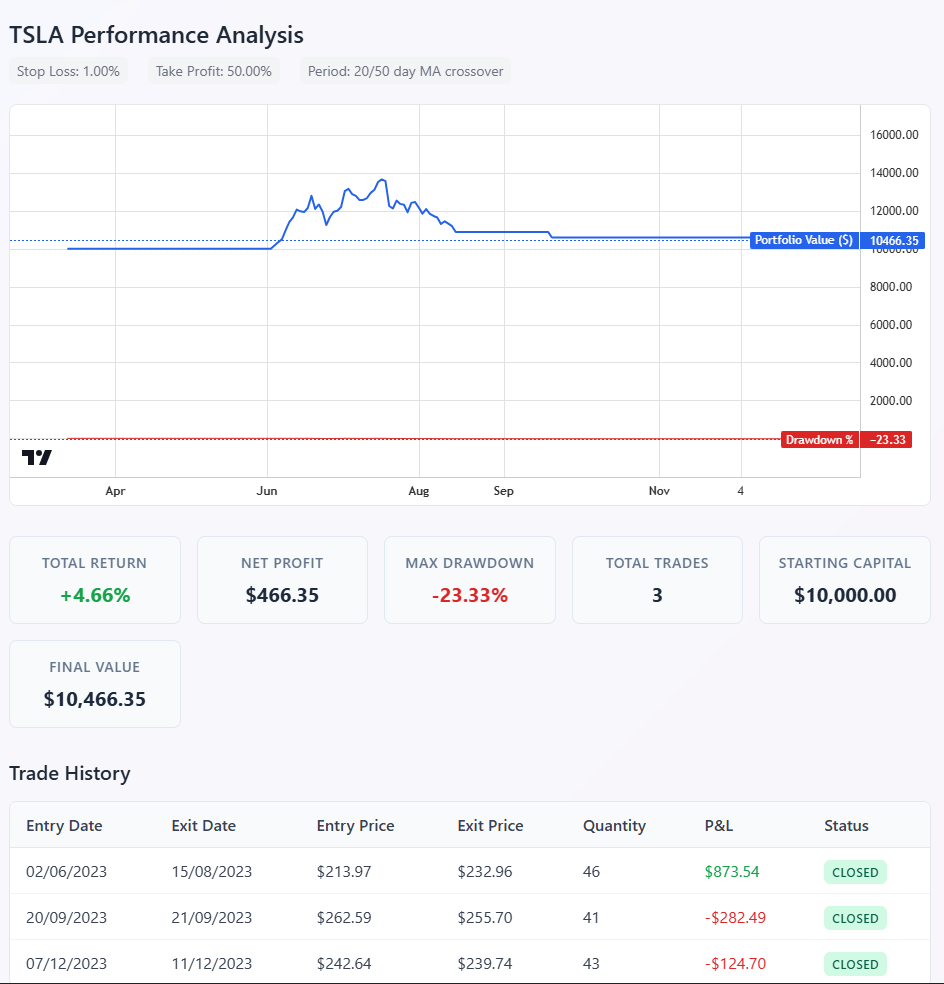 TSLA Performance Analysis
Stop Loss: 1.00% Take Profit: 50.00% Period: 20/50 day MA crossover
16000.00
14000.00
12000.00
Portfolio Value ($) 10466.35
10000.00
8000.00
6000.00
4000.00
2000.00
Drawdown % −23.33
Apr Jun Aug Sep Nov 4
TOTAL RETURN NET PROFIT MAX DRAWDOWN TOTAL TRADES STARTING CAPITAL
+4.66% $466.35 -23.33% 3 $10,000.00
FINAL VALUE
$10,466.35
Trade History
Entry Date Exit Date Entry Price Exit Price Quantity P&L Status
02/06/2023 15/08/2023 $213.97 $232.96 46 $873.54 CLOSED
20/09/2023 21/09/2023 $262.59 $255.70 41 -$282.49 CLOSED
07/12/2023 11/12/2023 $242.64 $239.74 43 -$124.70 CLOSED